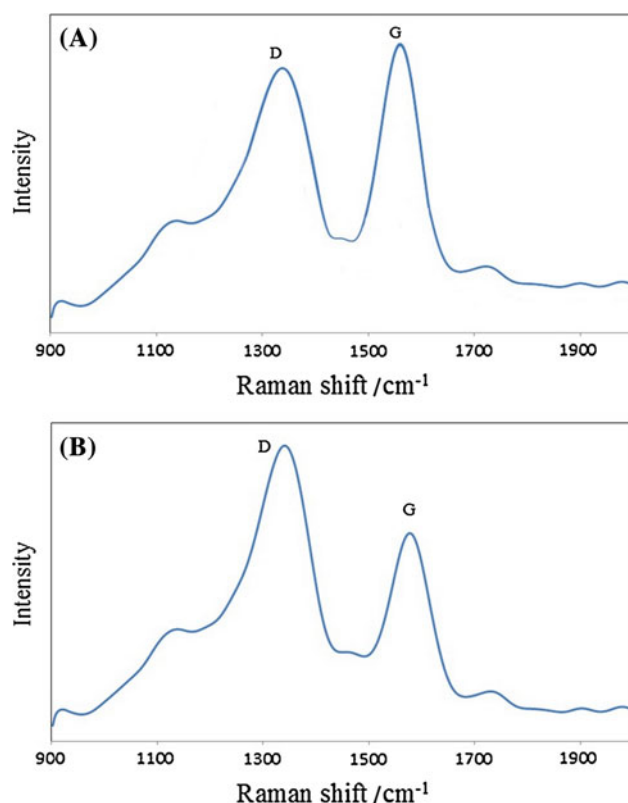 (A)
D
G
Intensity
900 1100 1300 1500 1700 1900
Raman shift /cm-1
(B)
D
G
Intensity
900 1100 1300 1500 1700 1900
Raman shift /cm-1